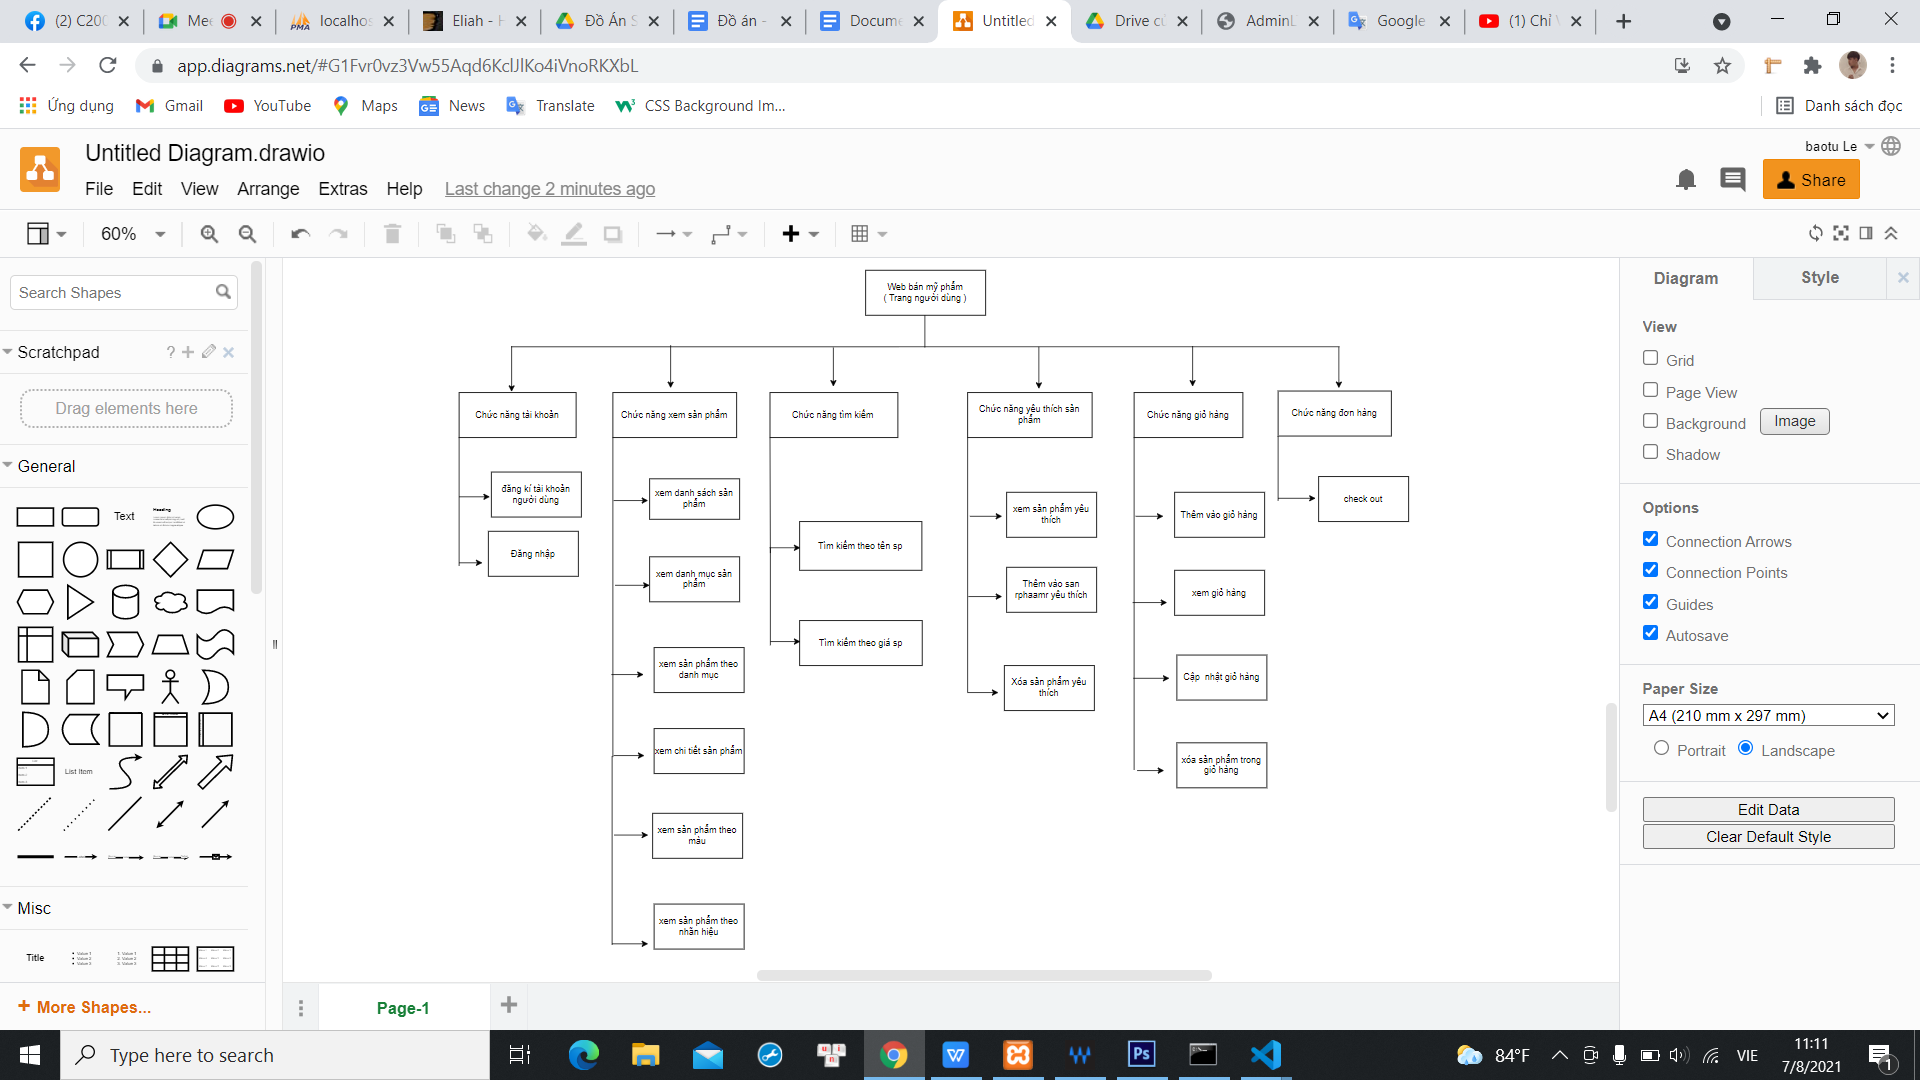 (2) C200
Mee
localhos
Eliah - H
Đồ Án S
Đồ án -
Docume
Untitled
Drive củ
AdminL
Google
(1) Chỉ V
app.diagrams.net/#G1Fvr0vz3Vw55Aqd6KclJlKo4iVnoRKXbL
Ứng dụng
Gmail
YouTube
Maps
News
Translate
CSS Background Im...
Danh sách đọc
Untitled Diagram.drawio
baotu Le
File
Edit
View
Arrange
Extras
Help
Last change 2 minutes ago
Share
60%
Search Shapes
Scratchpad
Drag elements here
General
Text
Heading
List Item
Misc
Title
+ More Shapes...
Web bán mỹ phẩm
( Trang người dùng )
Chức năng tài khoản
Chức năng xem sản phẩm
Chức năng tìm kiếm
Chức năng yêu thích sản
phẩm
Chức năng giỏ hàng
Chức năng đơn hàng
đăng kí tài khoản
người dùng
Đăng nhập
xem danh sách sản
phẩm
xem danh mục sản
phẩm
xem sản phẩm theo
danh mục
xem chi tiết sản phẩm
xem sản phẩm theo
màu
xem sản phẩm theo
nhãn hiệu
Tìm kiếm theo tên sp
Tìm kiếm theo giá sp
xem sản phẩm yêu
thích
Thêm vào san
rphaamr yêu thích
Xóa sản phẩm yêu
thích
Thêm vào giỏ hàng
xem giỏ hàng
Cập nhật giỏ hàng
xóa sản phẩm trong
giỏ hàng
check out
Page-1
Diagram
Style
View
Grid
Page View
Background
Image
Shadow
Options
Connection Arrows
Connection Points
Guides
Autosave
Paper Size
A4 (210 mm x 297 mm)
Portrait
Landscape
Edit Data
Clear Default Style
Type here to search
84°F
VIE
11:11
7/8/2021
1